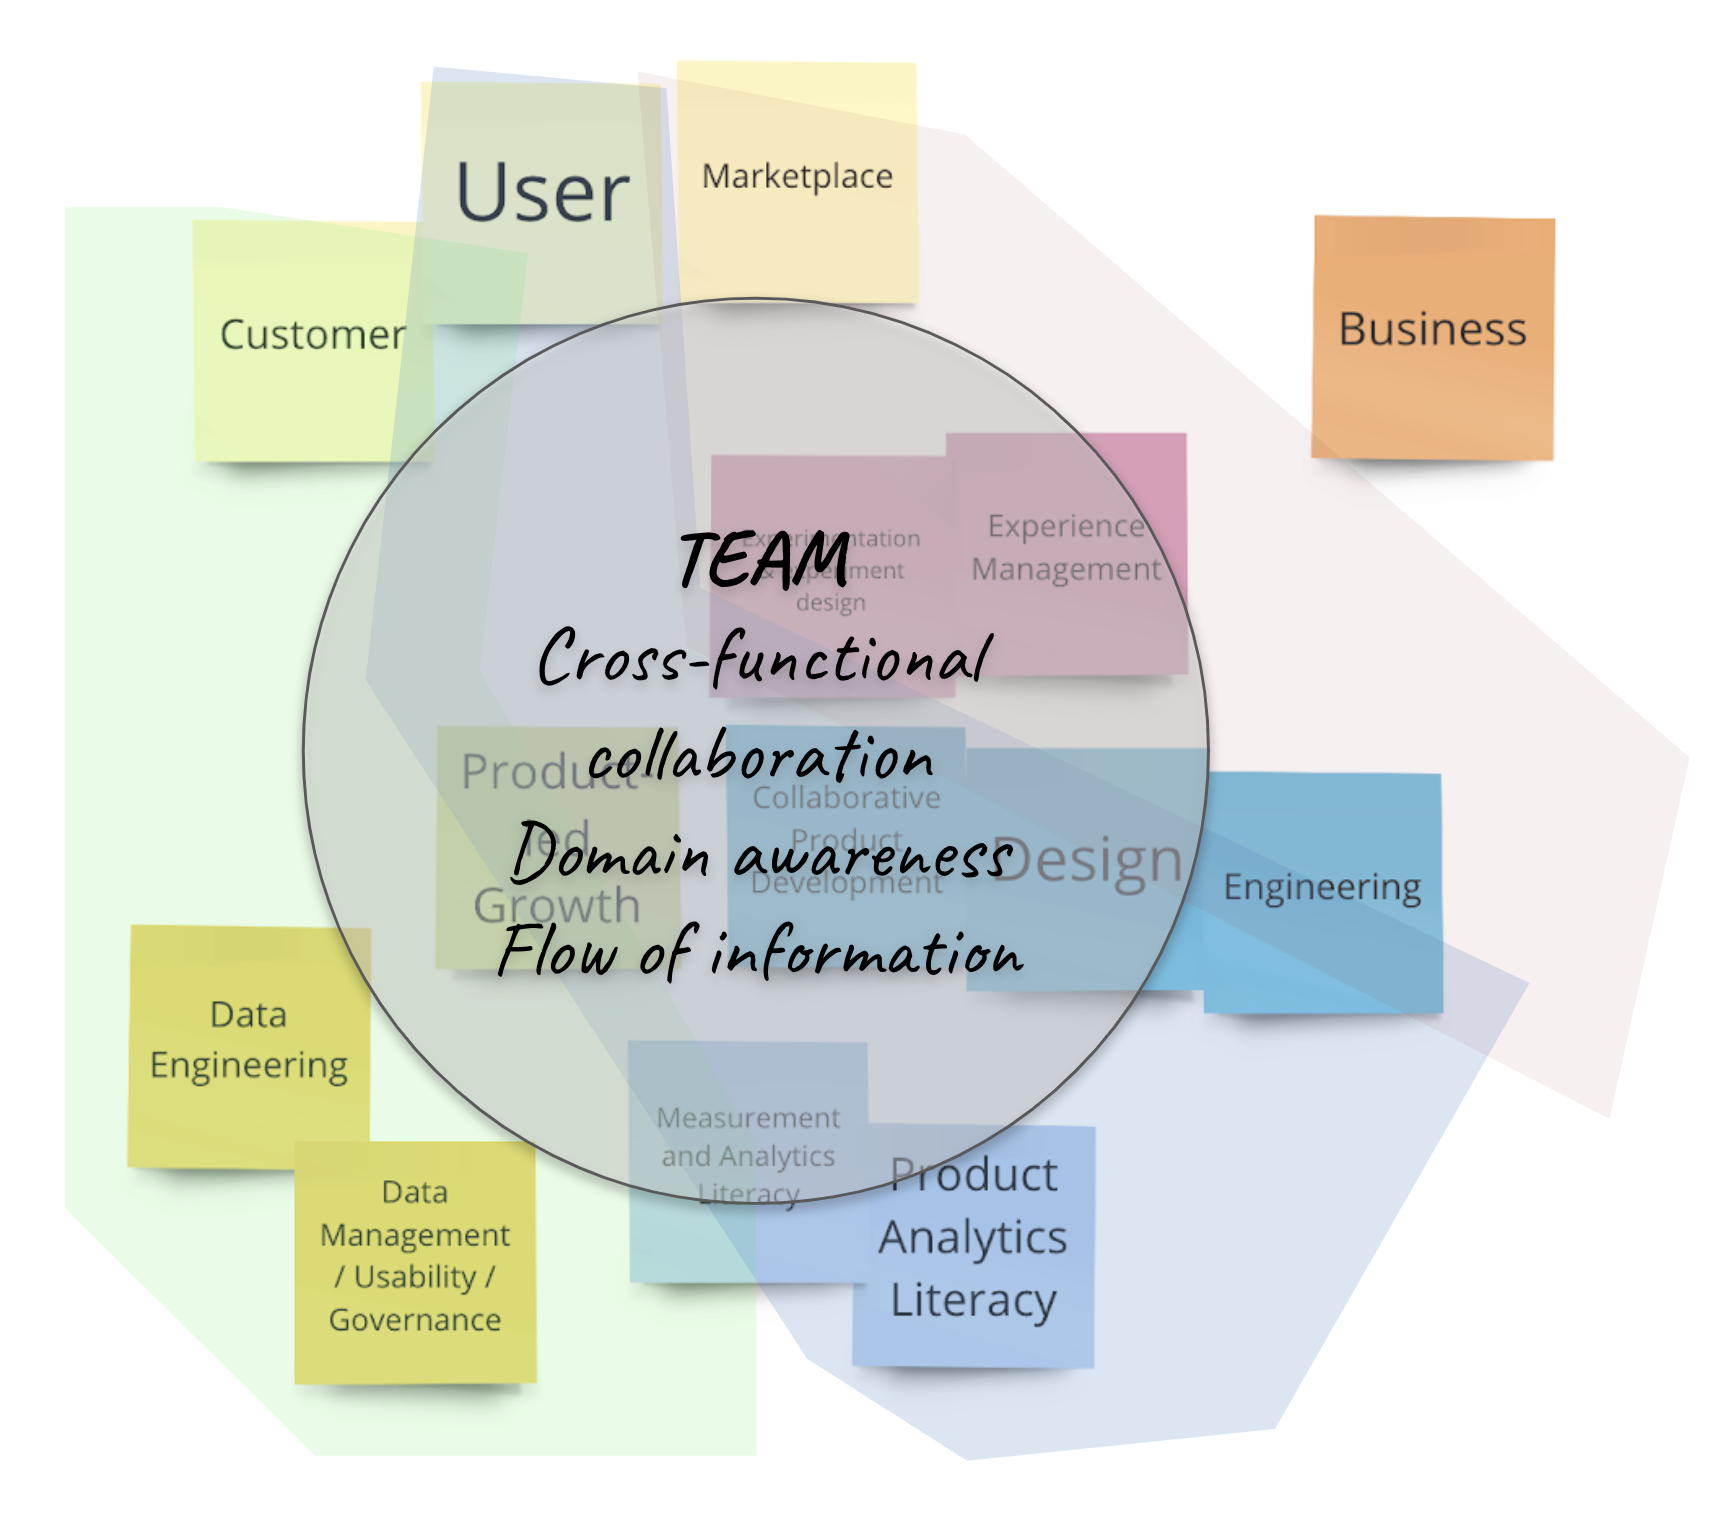 User
Marketplace
Customer
Business
Experimentation
& experiment
design
Experience
Management
TEAM
Cross-functional
collaboration
Domain awareness
Flow of information
Product-
led
Growth
Collaborative
Product
Development
Design
Engineering
Data
Engineering
Data
Management
/ Usability /
Governance
Measurement
and Analytics
Literacy
Product
Analytics
Literacy